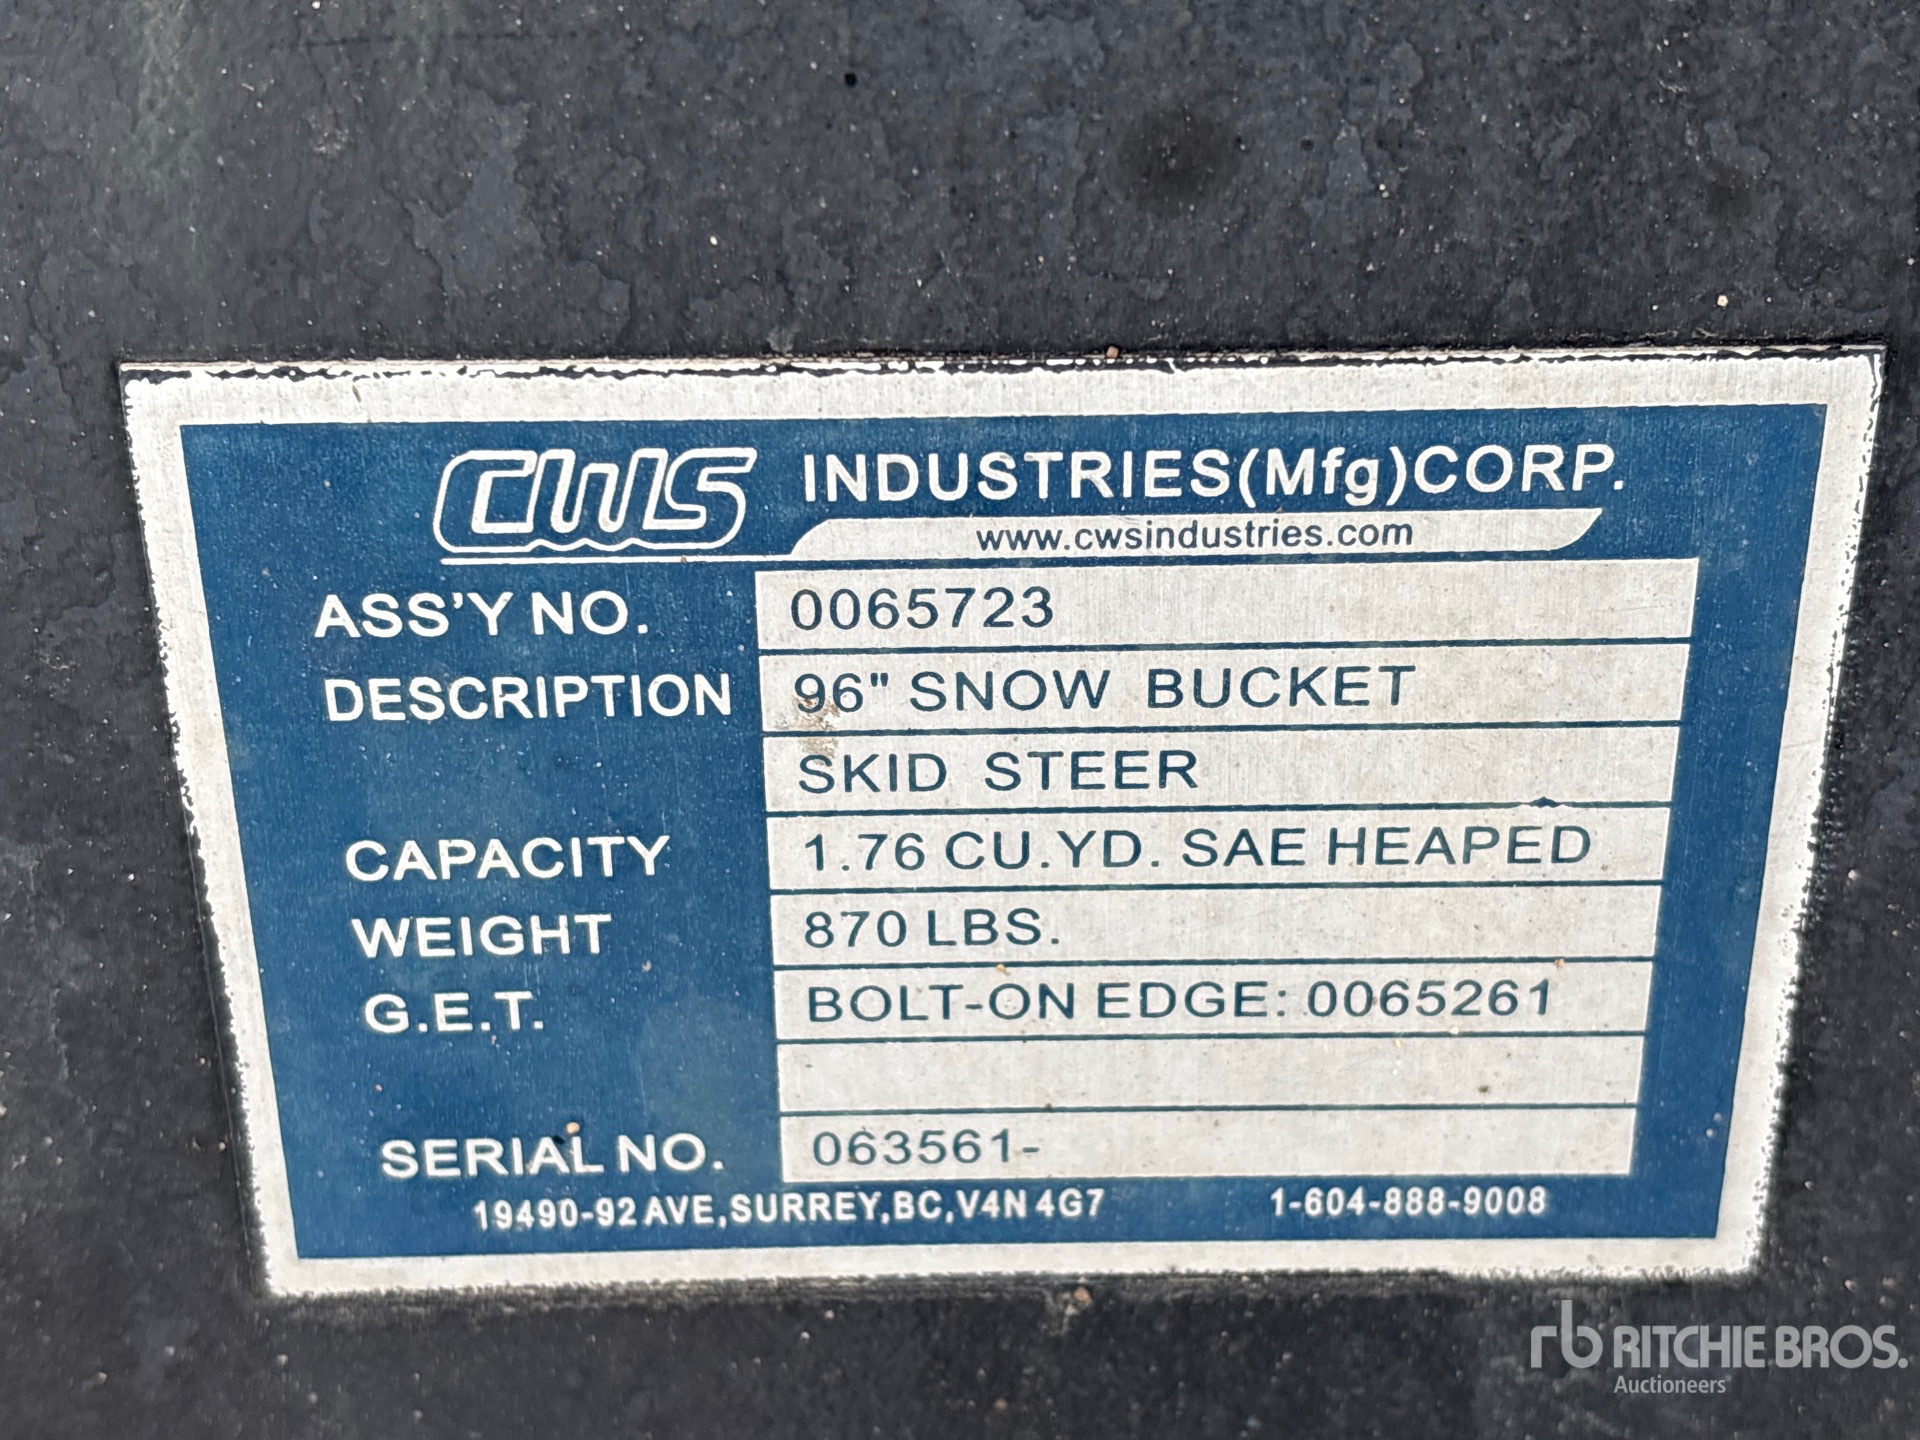 CWS INDUSTRIES(Mfg)CORP.
www.cwsindustries.com
ASS'Y NO. 0065723
DESCRIPTION 96" SNOW BUCKET
SKID STEER
CAPACITY 1.76 CU.YD. SAE HEAPED
WEIGHT 870 LBS.
G.E.T. BOLT-ON EDGE: 0065261
SERIAL NO. 063561-
19490-92 AVE,SURREY,BC,V4N 4G7 1-604-888-9008
rb RITCHIE BROS.
Auctioneers